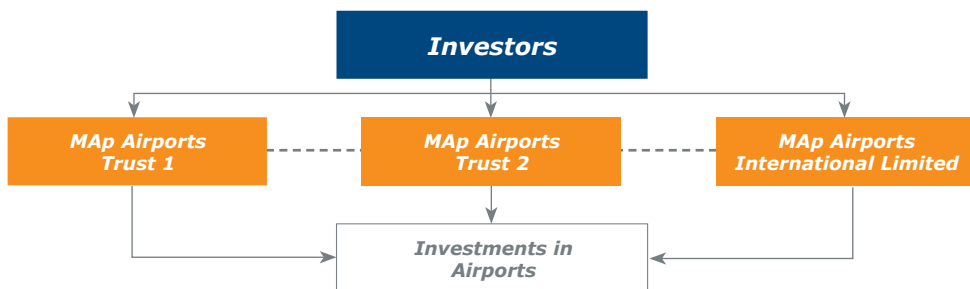 Investors
MAp Airports
Trust 1
MAp Airports
Trust 2
MAp Airports
International Limited
Investments in
Airports